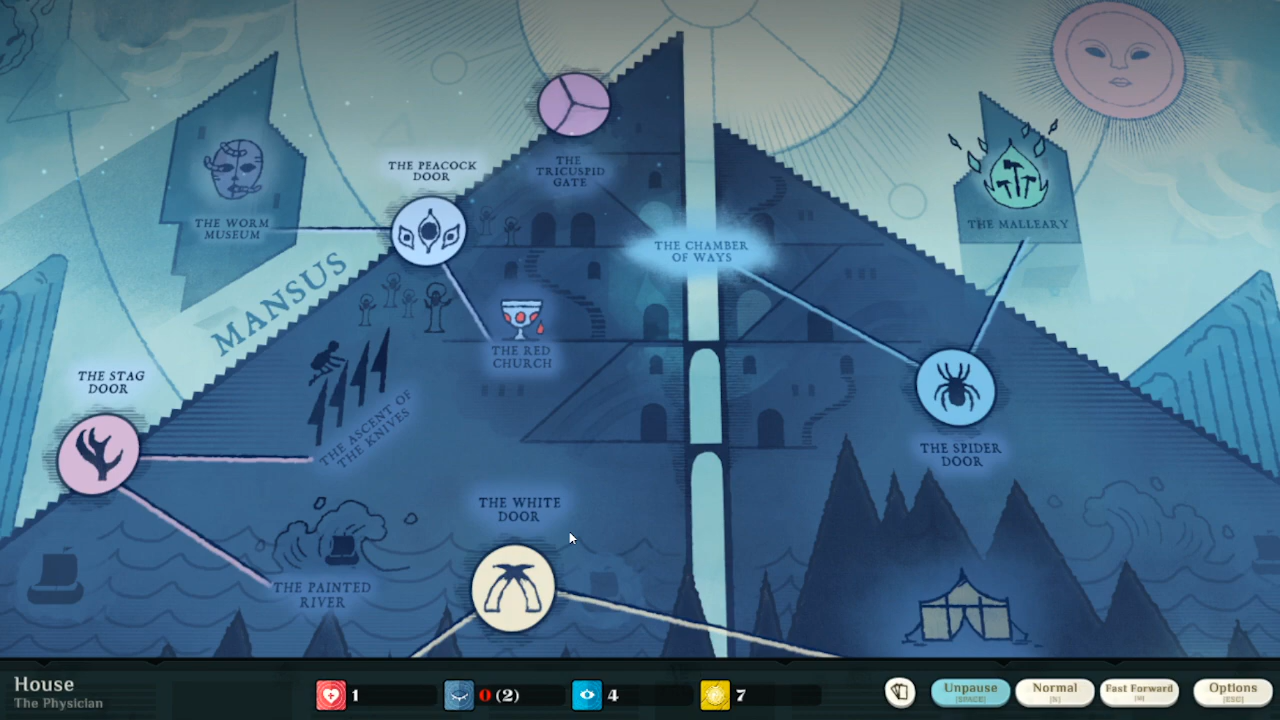 THE PEACOCK
DOOR
THE
TRICUSPID
GATE
THE WORM
MUSEUM
THE MALLEARY
THE CHAMBER
OF WAYS
MANSUS
THE RED
CHURCH
THE STAG
DOOR
THE ASCENT OF
THE KNIVES
THE SPIDER
DOOR
THE WHITE
DOOR
THE PAINTED
RIVER
House
The Physician
1
0 (2)
4
7
Unpause
[SPACE]
Normal
[N]
Fast Forward
[M]
Options
[ESC]